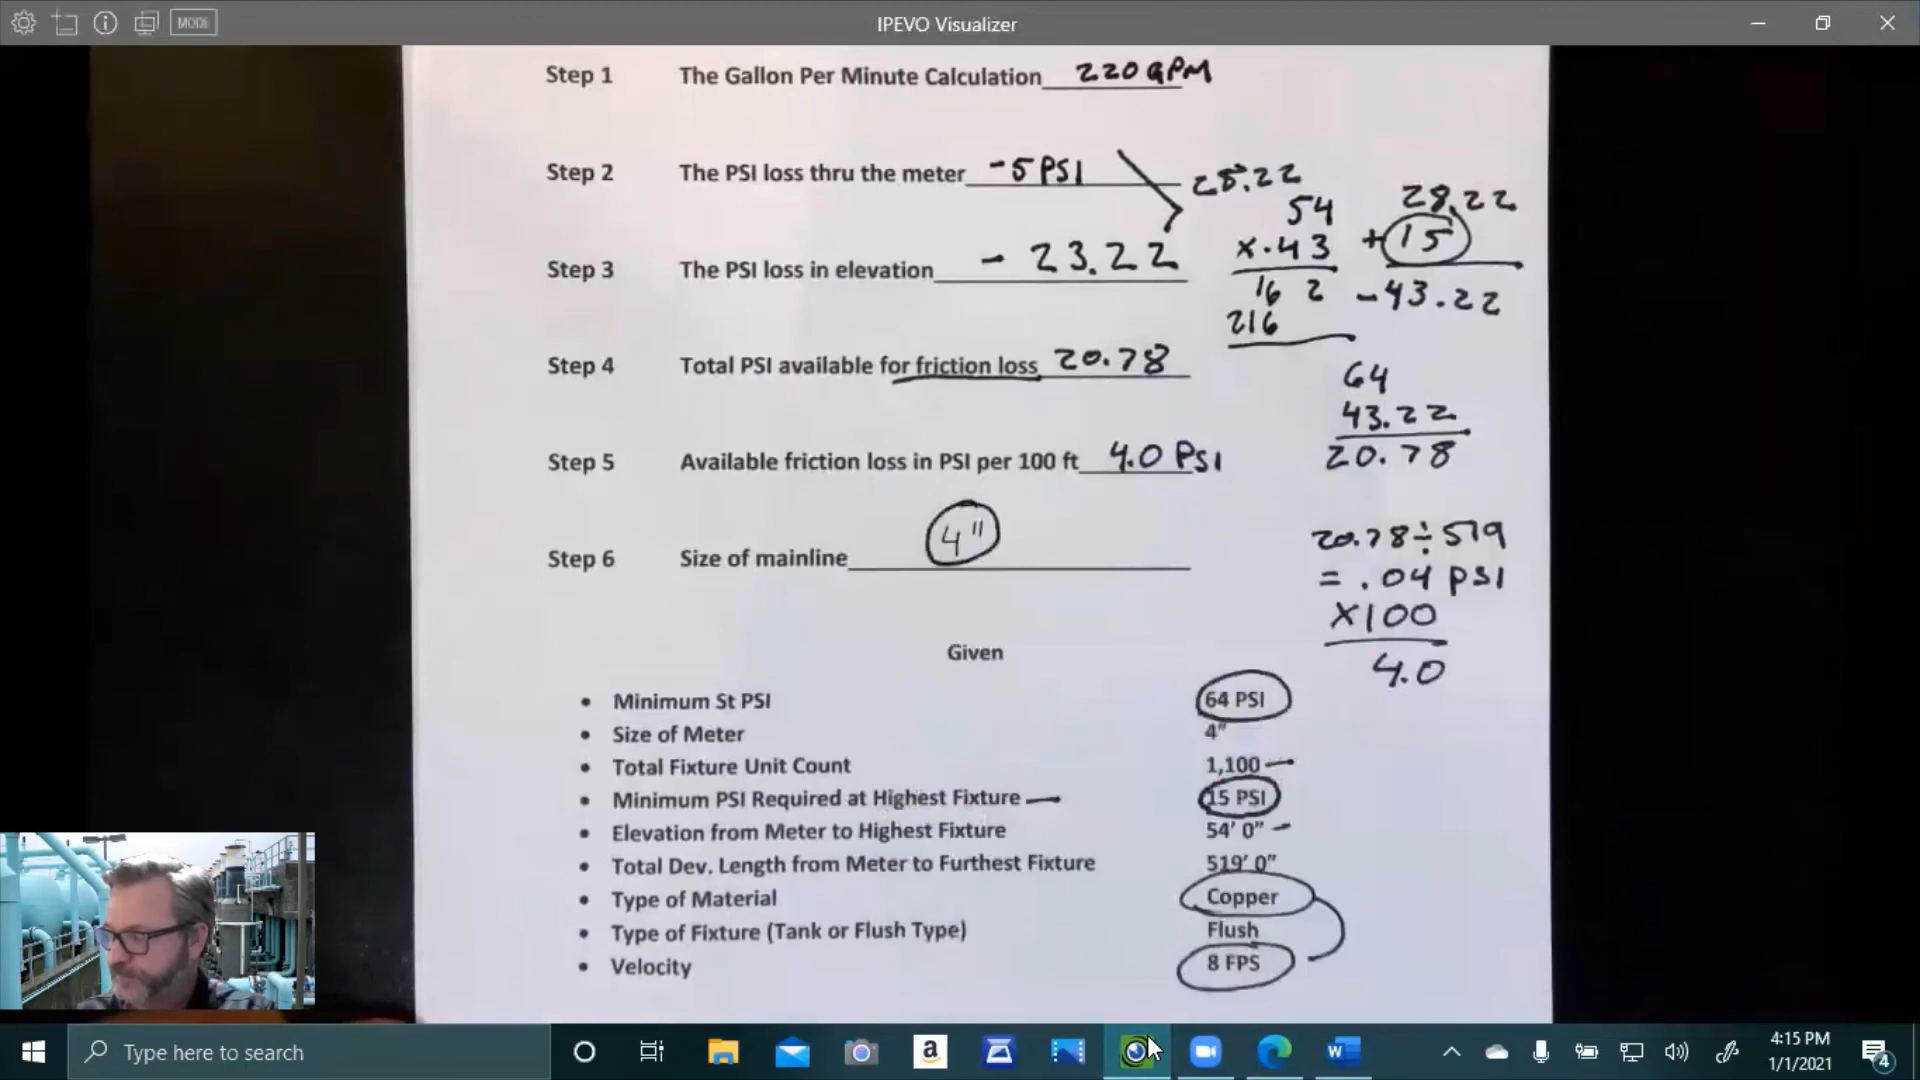 MODE
IPEVO Visualizer
Step 1 The Gallon Per Minute Calculation 220 GPM
Step 2 The PSI loss thru the meter -5 PSI
28.22
Step 3 The PSI loss in elevation - 23.22
54
x .43
16 2
216
28.22
+ 15
-43.22
Step 4 Total PSI available for friction loss 20.78
64
43.22
20.78
Step 5 Available friction loss in PSI per 100 ft 4.0 PSI
Step 6 Size of mainline 4"
20.78 ÷ 519
= .04 PSI
X100
4.0
Given
• Minimum St PSI 64 PSI
• Size of Meter 4"
• Total Fixture Unit Count 1,100
• Minimum PSI Required at Highest Fixture 15 PSI
• Elevation from Meter to Highest Fixture 54' 0"
• Total Dev. Length from Meter to Furthest Fixture 519' 0"
• Type of Material Copper
• Type of Fixture (Tank or Flush Type) Flush
• Velocity 8 FPS
Type here to search
a
W
4:15 PM
1/1/2021
4